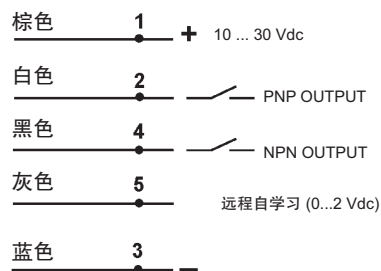 棕色 1 + 10 ... 30 Vdc
白色 2 PNP OUTPUT
黑色 4 NPN OUTPUT
灰色 5 远程自学习 (0...2 Vdc)
蓝色 3 −